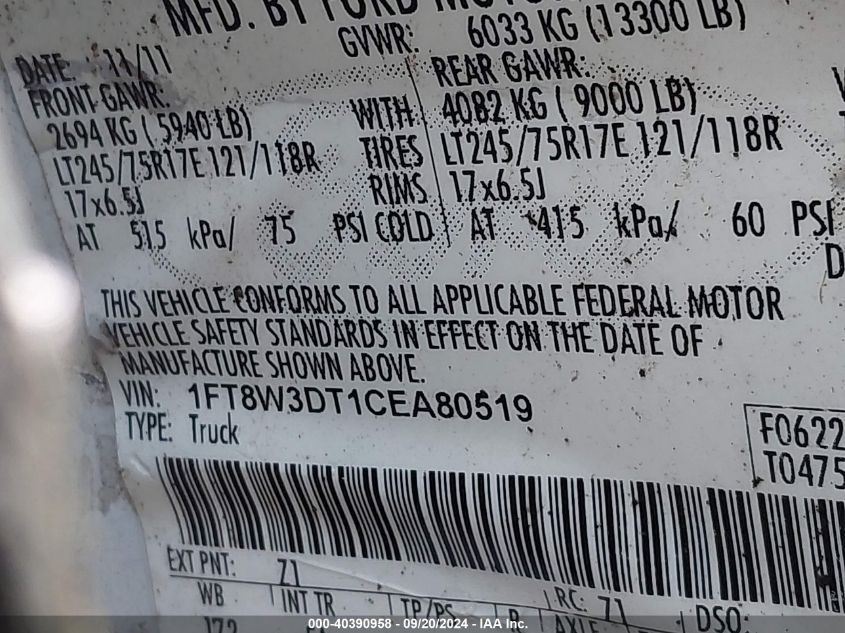 MFD. BY FORD MOTOR
GVWR: 6033 KG (13300 LB)
DATE: 11/11
FRONT GAWR: REAR GAWR:
2694 KG ( 5940 LB) WITH 4082 KG ( 9000 LB)
LT245/75R17E 121/118R TIRES LT245/75R17E 121/118R
17x6.5J RIMS 17x6.5J
AT 515 kPa/ 75 PSI COLD AT 415 kPa/ 60 PSI
THIS VEHICLE CONFORMS TO ALL APPLICABLE FEDERAL MOTOR
VEHICLE SAFETY STANDARDS IN EFFECT ON THE DATE OF
MANUFACTURE SHOWN ABOVE.
VIN: 1FT8W3DT1CEA80519
TYPE: Truck
F0622
T0475
EXT PNT: Z1 RC: 71 DSO:
WB INT TR TP/PS R AXLE
172
000-40390958 - 09/20/2024 - IAA Inc.